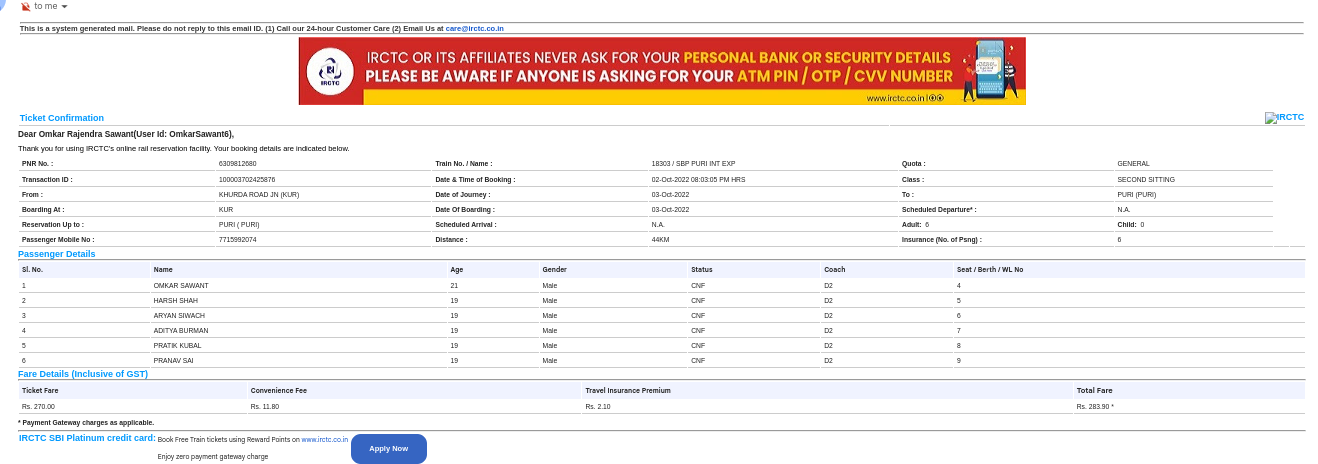 to me
This is a system generated mail. Please do not reply to this email ID. (1) Call our 24-hour Customer Care (2) Email Us at care@irctc.co.in
IRCTC OR ITS AFFILIATES NEVER ASK FOR YOUR PERSONAL BANK OR SECURITY DETAILS
PLEASE BE AWARE IF ANYONE IS ASKING FOR YOUR ATM PIN / OTP / CVV NUMBER
IRCTC
www.irctc.co.in
Ticket Confirmation IRCTC
Dear Omkar Rajendra Sawant(User Id: OmkarSawant6),
Thank you for using IRCTC's online rail reservation facility. Your booking details are indicated below.
PNR No. : 6309812680 Train No. / Name : 18303 / SBP PURI INT EXP Quota : GENERAL
Transaction ID : 100003702425876 Date & Time of Booking : 02-Oct-2022 08:03:05 PM HRS Class : SECOND SITTING
From : KHURDA ROAD JN (KUR) Date of Journey : 03-Oct-2022 To : PURI (PURI)
Boarding At : KUR Date Of Boarding : 03-Oct-2022 Scheduled Departure* : N.A.
Reservation Up to : PURI ( PURI) Scheduled Arrival : N.A. Adult: 6 Child: 0
Passenger Mobile No : 7715992074 Distance : 44KM Insurance (No. of Psng) : 6
Passenger Details
Sl. No. Name Age Gender Status Coach Seat / Berth / WL No
1 OMKAR SAWANT 21 Male CNF D2 4
2 HARSH SHAH 19 Male CNF D2 5
3 ARYAN SIWACH 19 Male CNF D2 6
4 ADITYA BURMAN 19 Male CNF D2 7
5 PRATIK KUBAL 19 Male CNF D2 8
6 PRANAV SAI 19 Male CNF D2 9
Fare Details (Inclusive of GST)
Ticket Fare Convenience Fee Travel Insurance Premium Total Fare
Rs. 270.00 Rs. 11.80 Rs. 2.10 Rs. 283.90 *
* Payment Gateway charges as applicable.
IRCTC SBI Platinum credit card: Book Free Train tickets using Reward Points on www.irctc.co.in Apply Now
Enjoy zero payment gateway charge